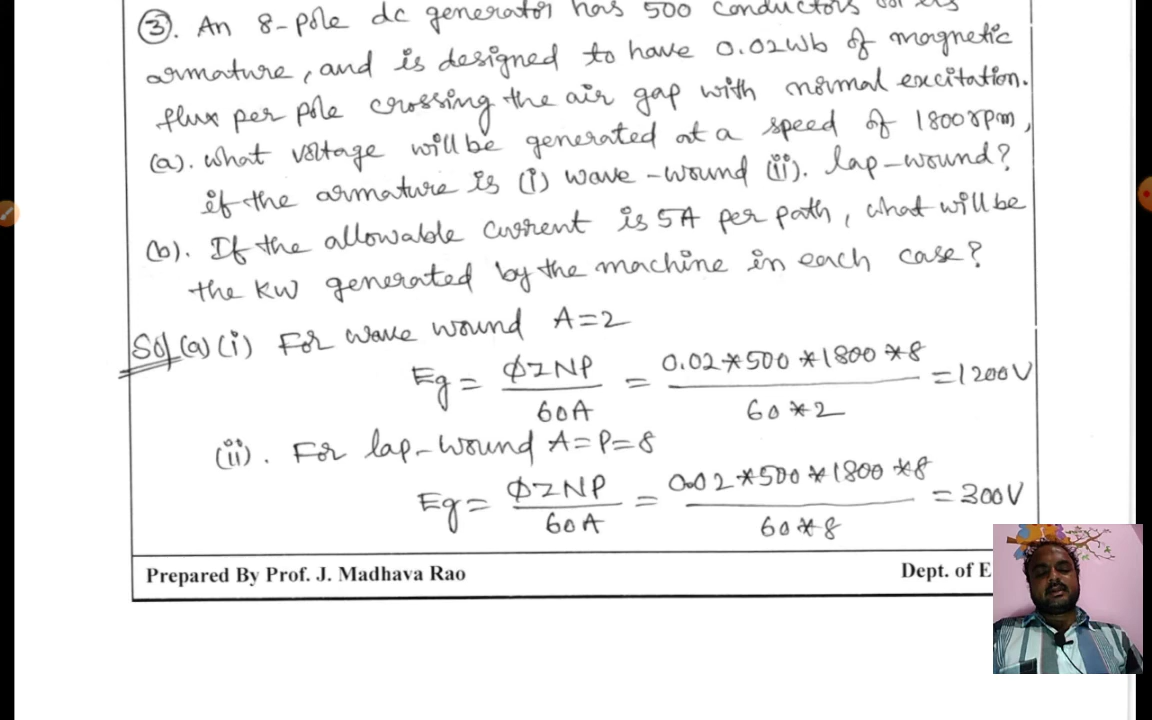 ③. An 8-pole dc generator has 500 conductors
armature, and is designed to have 0.02Wb of magnetic
flux per pole crossing the air gap with normal excitation.
(a). what voltage will be generated at a speed of 1800rpm,
if the armature is (i) wave-wound (ii). lap-wound?
(b). If the allowable current is 5A per path, what will be
the KW generated by the machine in each case?
Sol (a) (i) For wave wound A=2
Eg = ϕZNP/60A = 0.02*500*1800*8/60*2 = 1200V
(ii). For lap-wound A=P=8
Eg = ϕZNP/60A = 0.02*500*1800*8/60*8 = 300V
Prepared By Prof. J. Madhava Rao Dept. of E